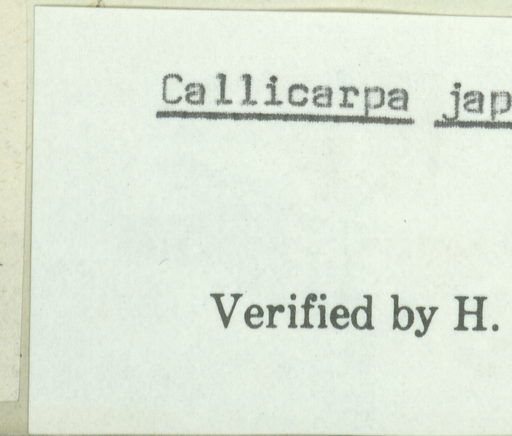 Callicarpa jap
Verified by H.